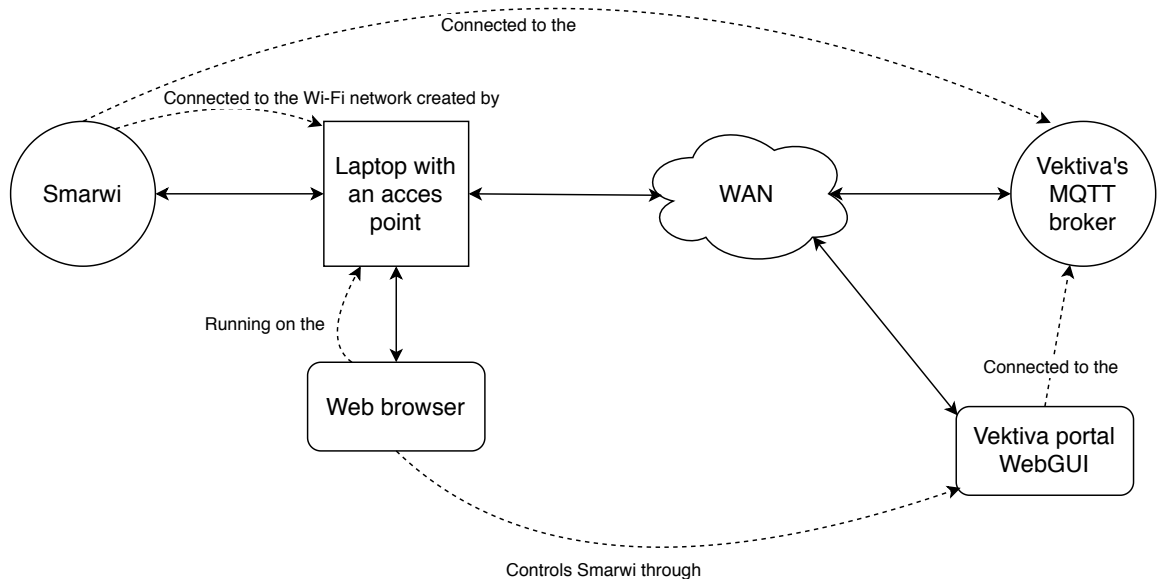 Connected to the
Connected to the Wi-Fi network created by
Smarwi
Laptop with
an acces
point
WAN
Vektiva's
MQTT
broker
Running on the
Connected to the
Web browser
Vektiva portal
WebGUI
Controls Smarwi through